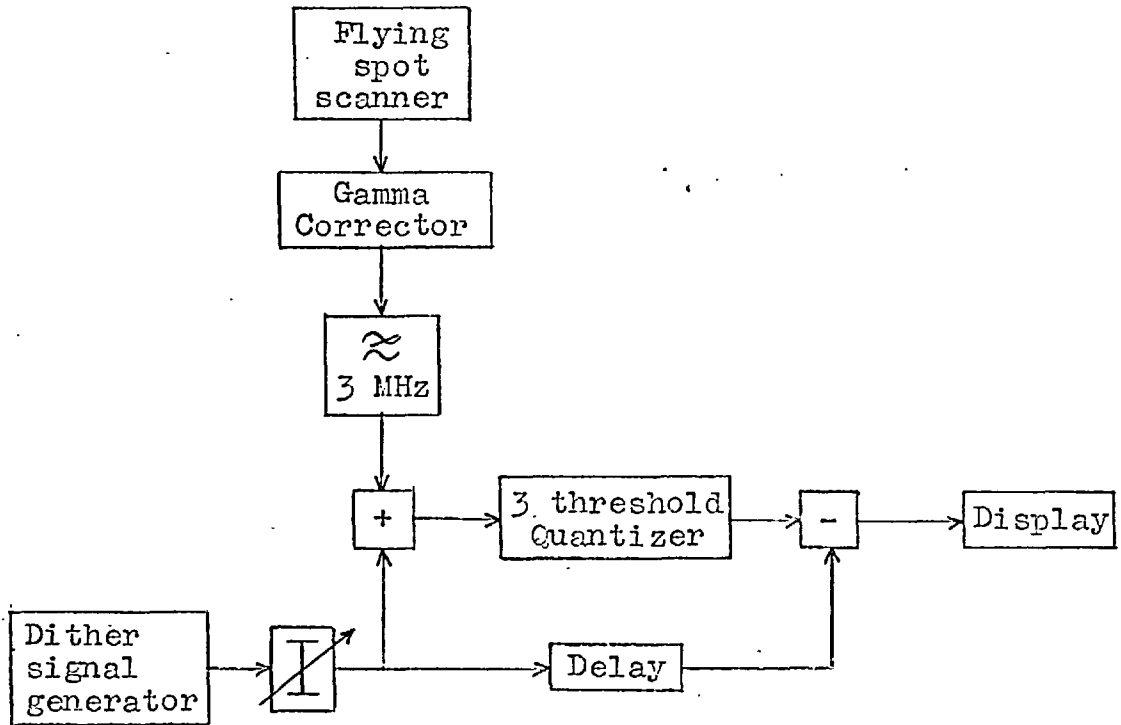 Flying
spot
scanner
Gamma
Corrector
≈
3 MHz
+
3 threshold
Quantizer
-
Display
Dither
signal
generator
Delay